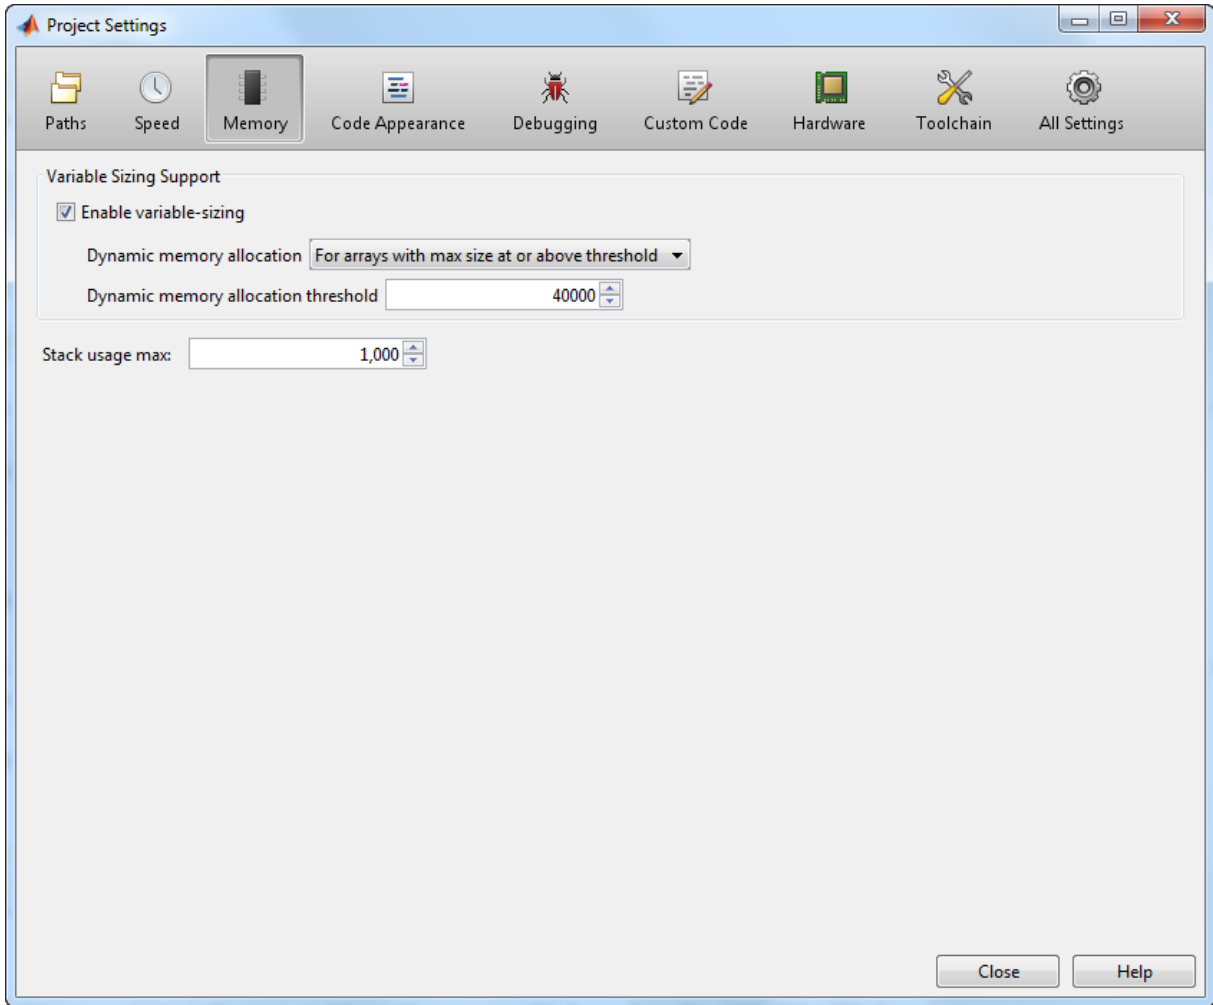 Project Settings
Paths Speed Memory Code Appearance Debugging Custom Code Hardware Toolchain All Settings
Variable Sizing Support
Enable variable-sizing
Dynamic memory allocation For arrays with max size at or above threshold
Dynamic memory allocation threshold 40000
Stack usage max: 1,000
Close Help